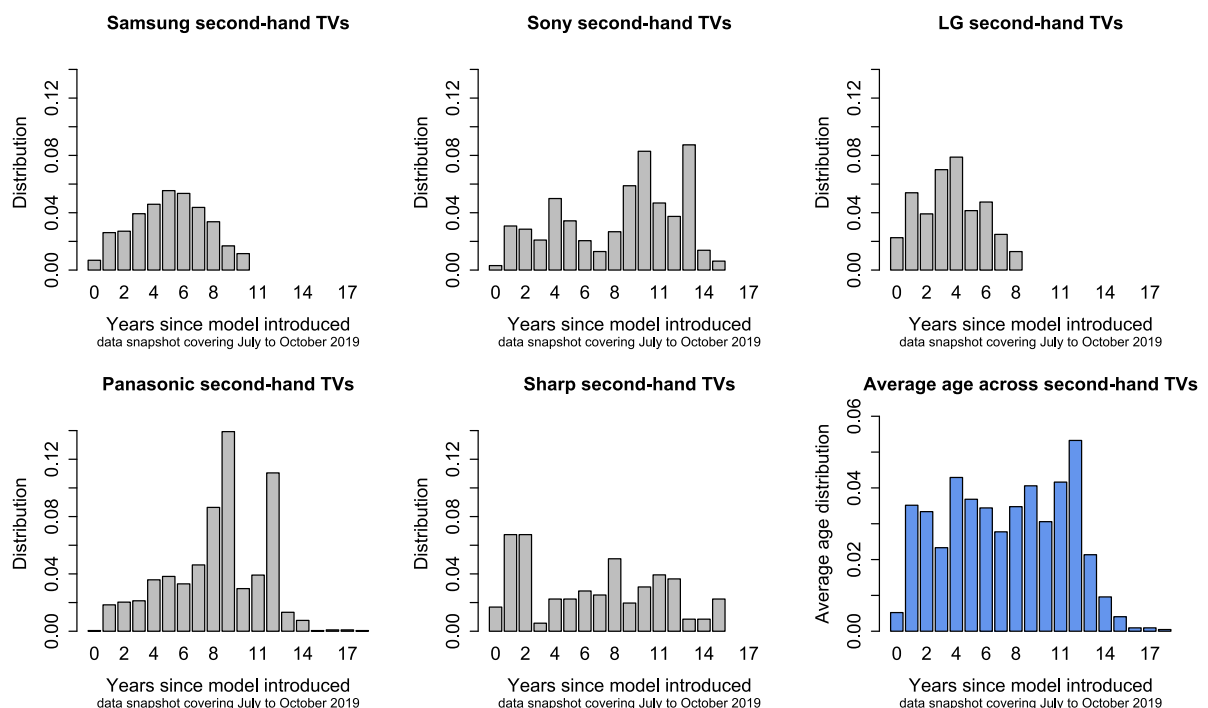 Samsung second-hand TVs
Distribution
0.00 0.04 0.08 0.12
0 2 4 6 8 11 14 17
Years since model introduced
data snapshot covering July to October 2019
Sony second-hand TVs
Distribution
0.00 0.04 0.08 0.12
0 2 4 6 8 11 14 17
Years since model introduced
data snapshot covering July to October 2019
LG second-hand TVs
Distribution
0.00 0.04 0.08 0.12
0 2 4 6 8 11 14 17
Years since model introduced
data snapshot covering July to October 2019
Panasonic second-hand TVs
Distribution
0.00 0.04 0.08 0.12
0 2 4 6 8 11 14 17
Years since model introduced
data snapshot covering July to October 2019
Sharp second-hand TVs
Distribution
0.00 0.04 0.08 0.12
0 2 4 6 8 11 14 17
Years since model introduced
data snapshot covering July to October 2019
Average age across second-hand TVs
Average age distribution
0.00 0.02 0.04 0.06
0 2 4 6 8 11 14 17
Years since model introduced
data snapshot covering July to October 2019